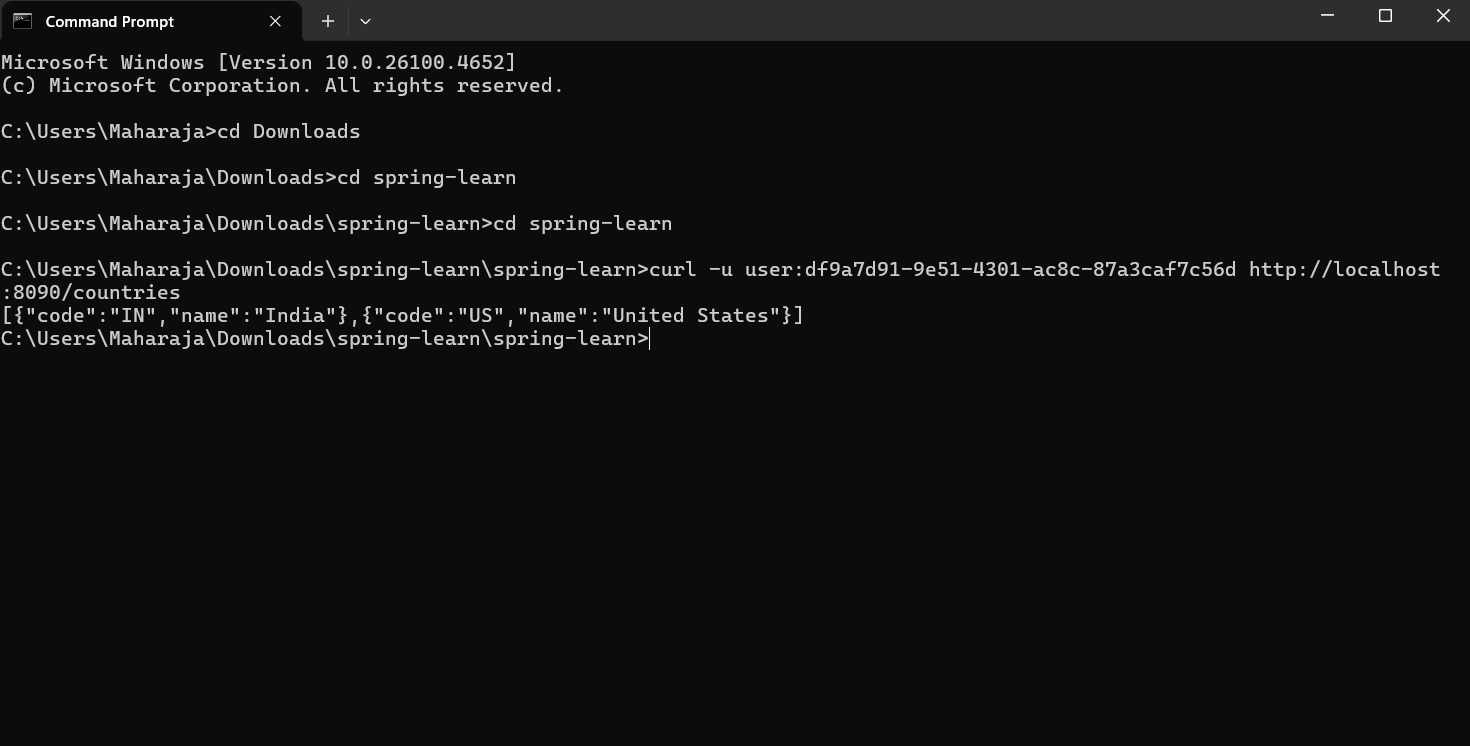 Command Prompt
Microsoft Windows [Version 10.0.26100.4652]
(c) Microsoft Corporation. All rights reserved.
C:\Users\Maharaja>cd Downloads
C:\Users\Maharaja\Downloads>cd spring-learn
C:\Users\Maharaja\Downloads\spring-learn>cd spring-learn
C:\Users\Maharaja\Downloads\spring-learn\spring-learn>curl -u user:df9a7d91-9e51-4301-ac8c-87a3caf7c56d http://localhost
:8090/countries
[{"code":"IN","name":"India"},{"code":"US","name":"United States"}]
C:\Users\Maharaja\Downloads\spring-learn\spring-learn>